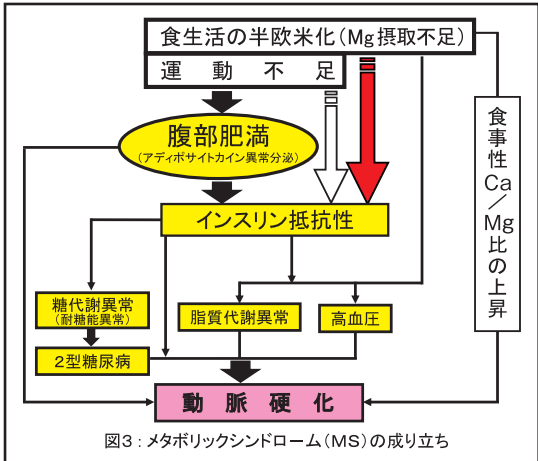 食生活の半欧米化(Mg摂取不足)
運動不足
腹部肥満
(アディポサイトカイン異常分泌)
インスリン抵抗性
食事性Ca/Mg比の上昇
糖代謝異常
(耐糖能異常)
脂質代謝異常
高血圧
2型糖尿病
動脈硬化
図3:メタボリックシンドローム(MS)の成り立ち